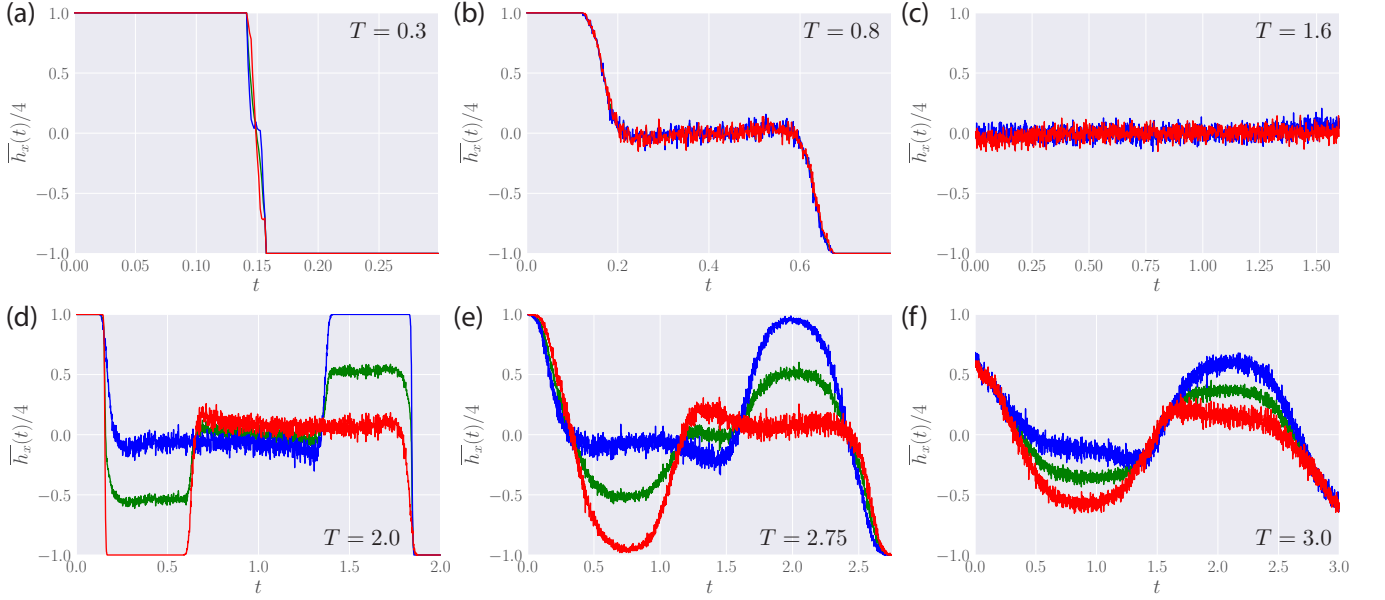 (a)
T = 0.3
1.0
0.5
0.0
−0.5
−1.0
0.00 0.05 0.10 0.15 0.20 0.25
t
h_x(t)/4
(b)
T = 0.8
1.0
0.5
0.0
−0.5
−1.0
0.0 0.2 0.4 0.6
t
h_x(t)/4
(c)
T = 1.6
1.0
0.5
0.0
−0.5
−1.0
0.00 0.25 0.50 0.75 1.00 1.25 1.50
t
h_x(t)/4
(d)
T = 2.0
1.0
0.5
0.0
−0.5
−1.0
0.0 0.5 1.0 1.5 2.0
t
h_x(t)/4
(e)
T = 2.75
1.0
0.5
0.0
−0.5
−1.0
0.0 0.5 1.0 1.5 2.0 2.5
t
h_x(t)/4
(f)
T = 3.0
1.0
0.5
0.0
−0.5
−1.0
0.0 0.5 1.0 1.5 2.0 2.5 3.0
t
h_x(t)/4